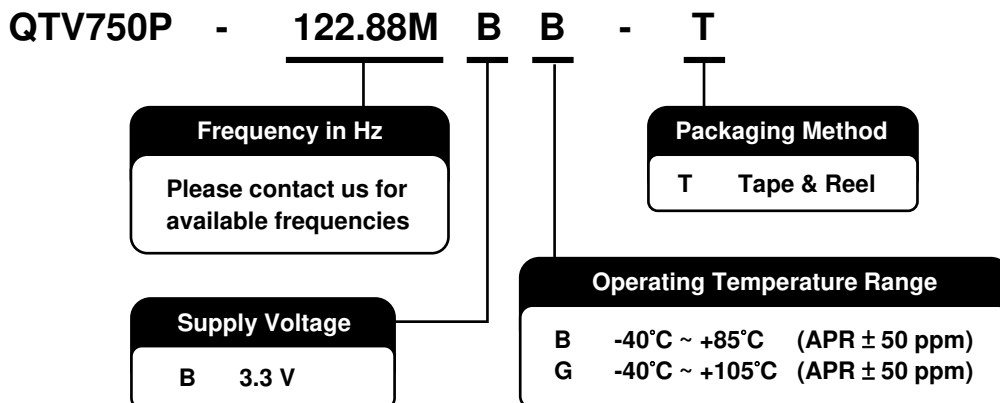 QTV750P - 122.88M B B - T
Frequency in Hz
Please contact us for
available frequencies
Packaging Method
T Tape & Reel
Supply Voltage
B 3.3 V
Operating Temperature Range
B -40°C ~ +85°C (APR ± 50 ppm)
G -40°C ~ +105°C (APR ± 50 ppm)